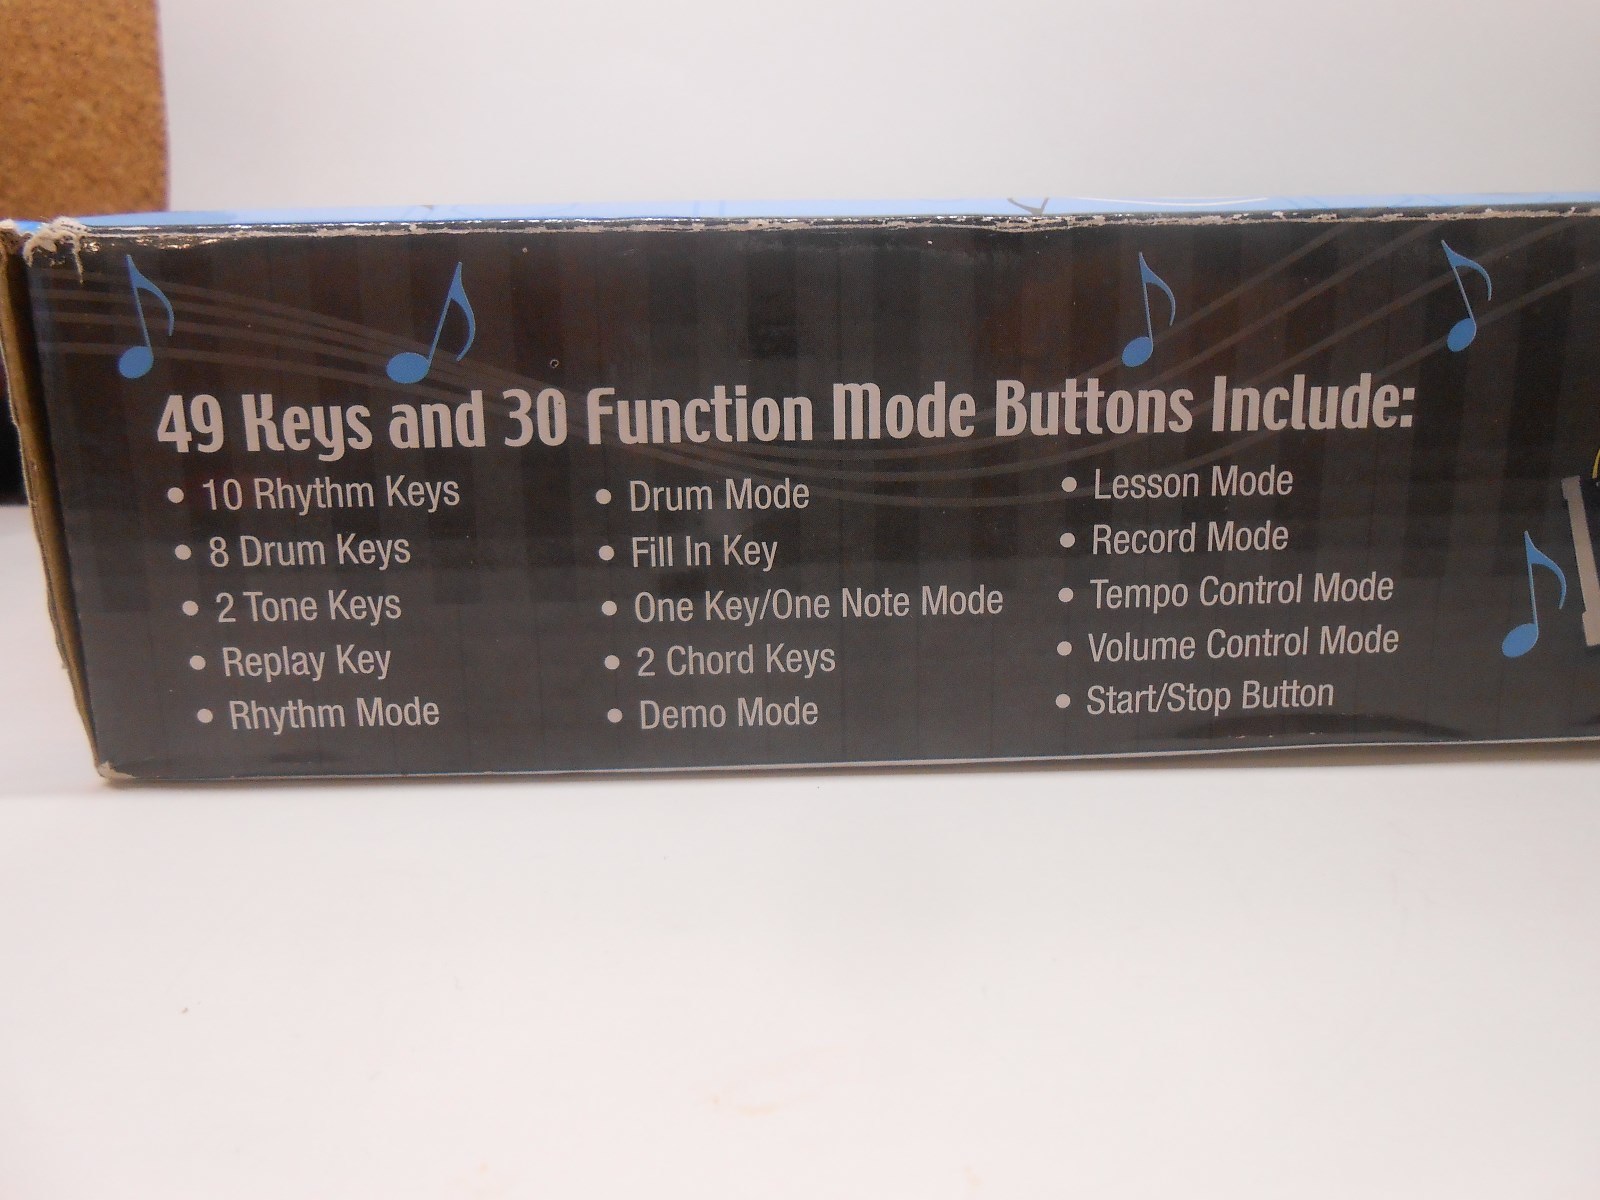 49 Keys and 30 Function Mode Buttons Include:
• 10 Rhythm Keys
• 8 Drum Keys
• 2 Tone Keys
• Replay Key
• Rhythm Mode
• Drum Mode
• Fill In Key
• One Key/One Note Mode
• 2 Chord Keys
• Demo Mode
• Lesson Mode
• Record Mode
• Tempo Control Mode
• Volume Control Mode
• Start/Stop Button